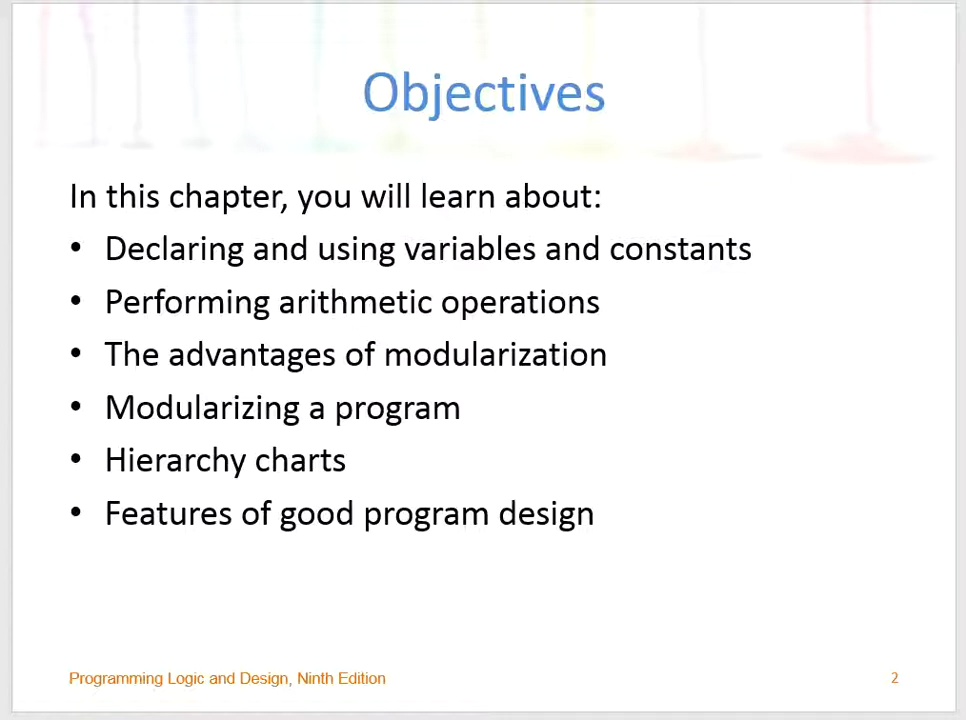 Objectives
In this chapter, you will learn about:
• Declaring and using variables and constants
• Performing arithmetic operations
• The advantages of modularization
• Modularizing a program
• Hierarchy charts
• Features of good program design
Programming Logic and Design, Ninth Edition 2